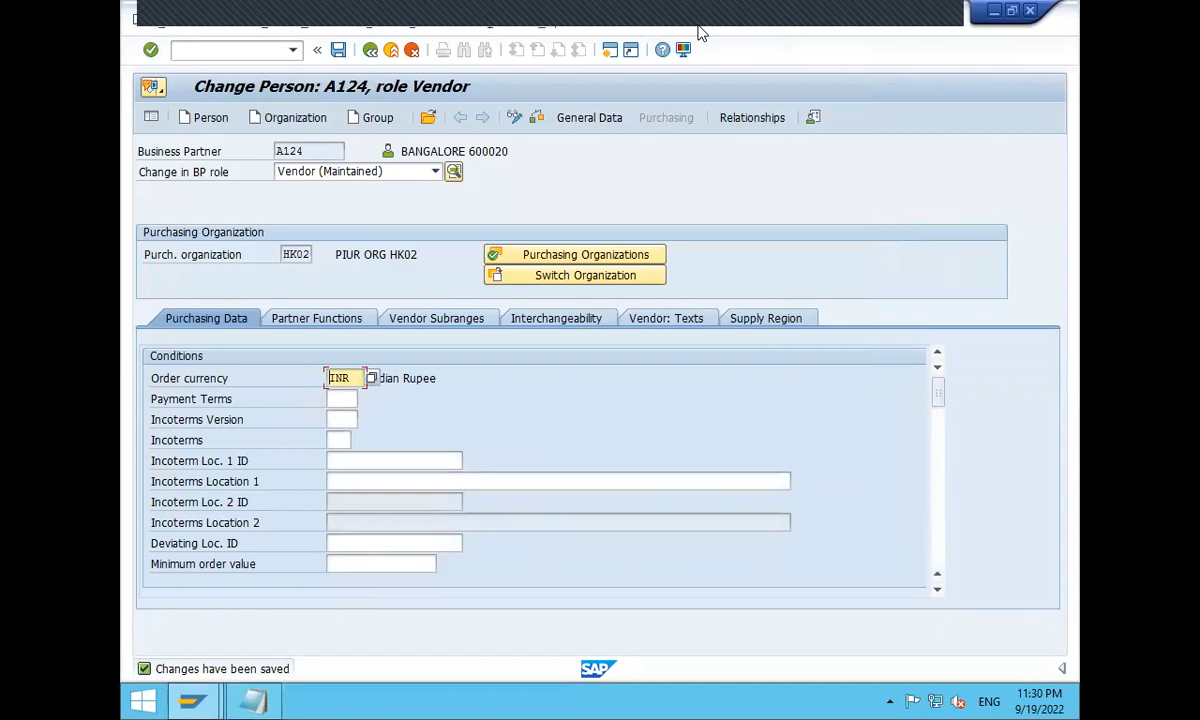 Change Person: A124, role Vendor
Person Organization Group General Data Purchasing Relationships
Business Partner A124 BANGALORE 600020
Change in BP role Vendor (Maintained)
Purchasing Organization
Purch. organization HK02 PIUR ORG HK02 Purchasing Organizations
Switch Organization
Purchasing Data Partner Functions Vendor Subranges Interchangeability Vendor: Texts Supply Region
Conditions
Order currency INR dian Rupee
Payment Terms
Incoterms Version
Incoterms
Incoterm Loc. 1 ID
Incoterms Location 1
Incoterm Loc. 2 ID
Incoterms Location 2
Deviating Loc. ID
Minimum order value
Changes have been saved SAP
ENG 11:30 PM
9/19/2022